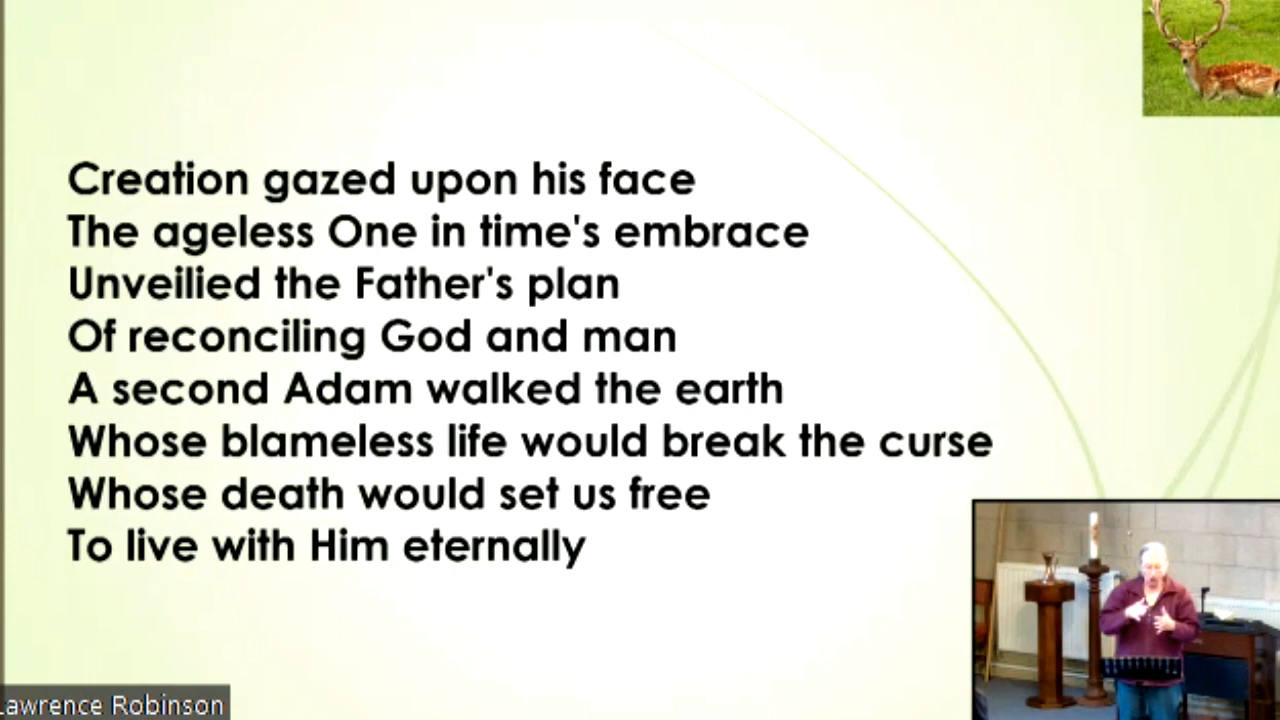 Creation gazed upon his face
The ageless One in time's embrace
Unveilied the Father's plan
Of reconciling God and man
A second Adam walked the earth
Whose blameless life would break the curse
Whose death would set us free
To live with Him eternally
Lawrence Robinson